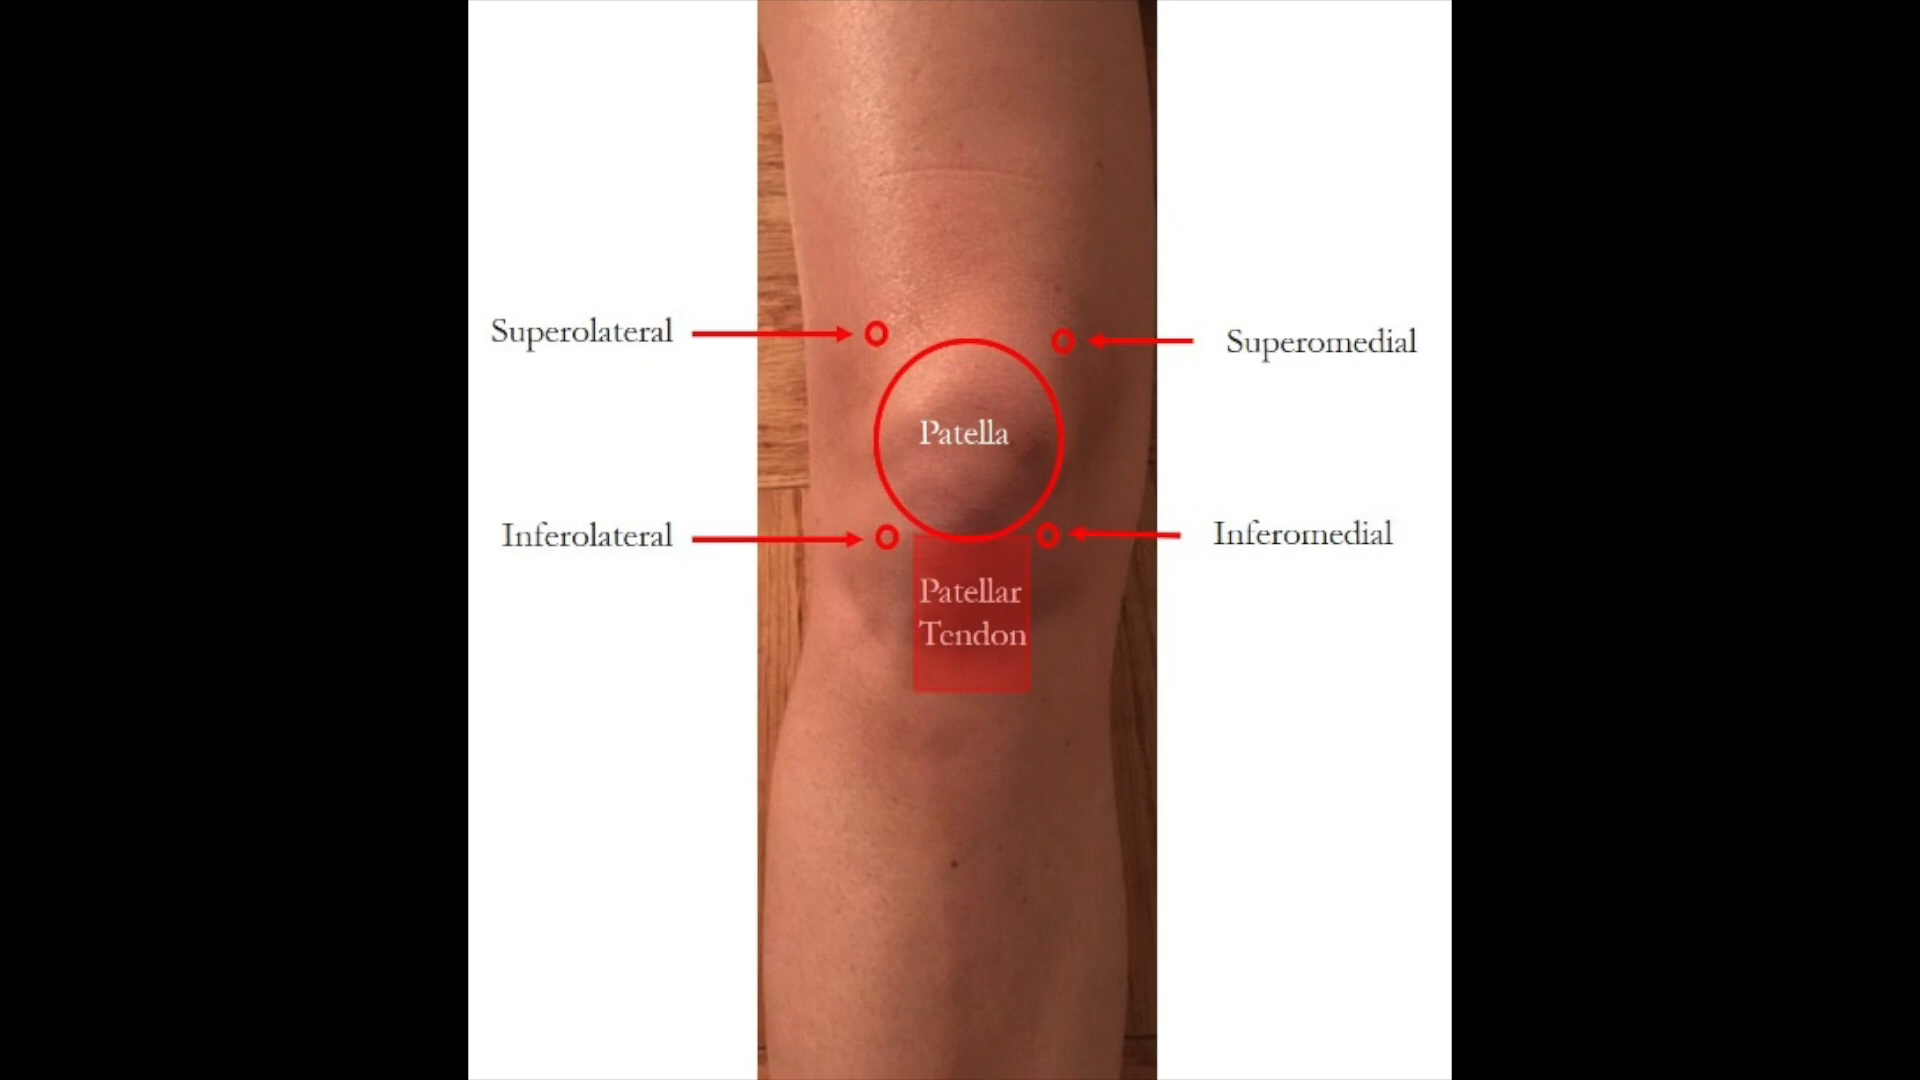 Superolateral
Superomedial
Patella
Inferolateral
Inferomedial
Patellar
Tendon